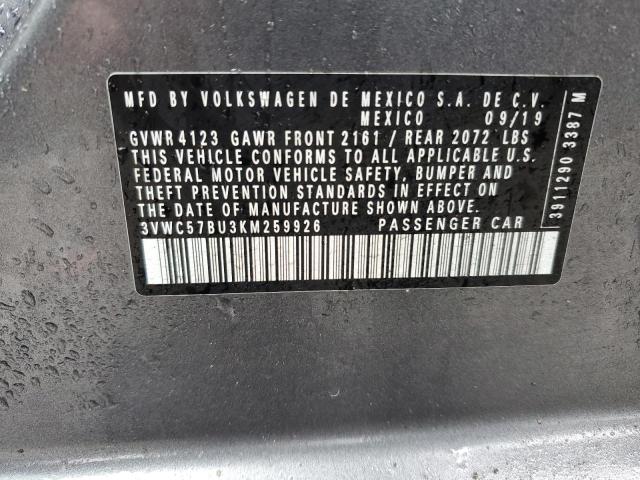 MFD BY VOLKSWAGEN DE MEXICO S.A. DE C.V.
MEXICO 09/19
GVWR 4123 GAWR FRONT 2161 / REAR 2072 LBS
THIS VEHICLE CONFORMS TO ALL APPLICABLE U.S.
FEDERAL MOTOR VEHICLE SAFETY, BUMPER AND
THEFT PREVENTION STANDARDS IN EFFECT ON
THE DATE OF MANUFACTURE SHOWN ABOVE.
3VWC57BU3KM259926 PASSENGER CAR
3911290 3387 M